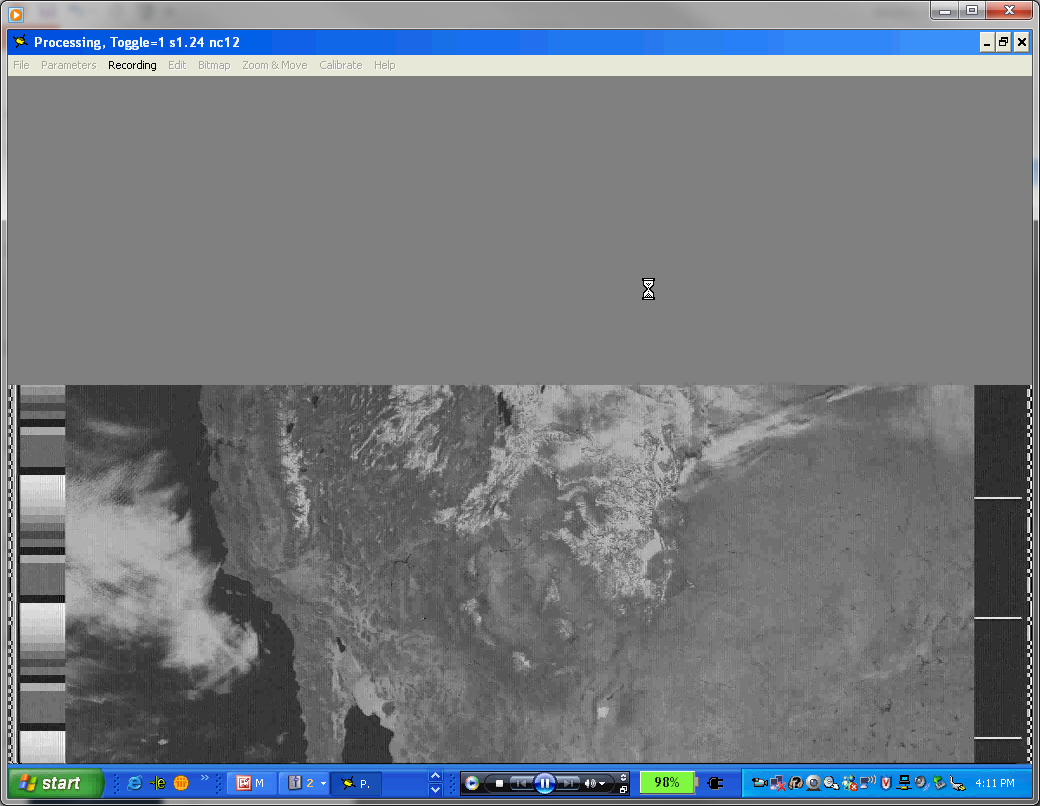 Processing, Toggle=1 s1.24 nc12
File Parameters Recording Edit Bitmap Zoom & Move Calibrate Help
start » M 2 P. 98% 4:11 PM